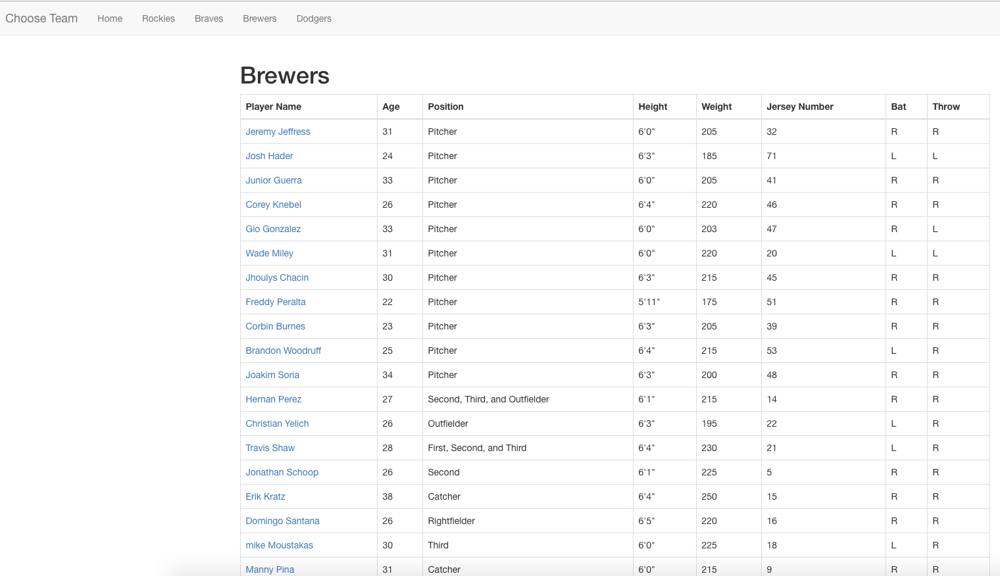 Choose Team Home Rockies Braves Brewers Dodgers
Brewers
Player Name Age Position Height Weight Jersey Number Bat Throw
Jeremy Jeffress 31 Pitcher 6'0" 205 32 R R
Josh Hader 24 Pitcher 6'3" 185 71 L L
Junior Guerra 33 Pitcher 6'0" 205 41 R R
Corey Knebel 26 Pitcher 6'4" 220 46 R R
Gio Gonzalez 33 Pitcher 6'0" 203 47 R L
Wade Miley 31 Pitcher 6'0" 220 20 L L
Jhoulys Chacin 30 Pitcher 6'3" 215 45 R R
Freddy Peralta 22 Pitcher 5'11" 175 51 R R
Corbin Burnes 23 Pitcher 6'3" 205 39 R R
Brandon Woodruff 25 Pitcher 6'4" 215 53 L R
Joakim Soria 34 Pitcher 6'3" 200 48 R R
Hernan Perez 27 Second, Third, and Outfielder 6'1" 215 14 R R
Christian Yelich 26 Outfielder 6'3" 195 22 L R
Travis Shaw 28 First, Second, and Third 6'4" 230 21 L R
Jonathan Schoop 26 Second 6'1" 225 5 R R
Erik Kratz 38 Catcher 6'4" 250 15 R R
Domingo Santana 26 Rightfielder 6'5" 220 16 R R
mike Moustakas 30 Third 6'0" 225 18 L R
Manny Pina 31 Catcher 6'0" 215 9 R R